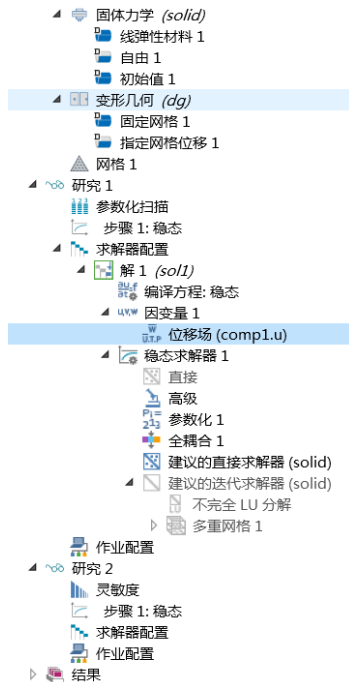 固体力学 (solid)
线弹性材料 1
自由 1
初始值 1
变形几何 (dg)
固定网格 1
指定网格位移 1
网格 1
研究 1
参数化扫描
步骤 1: 稳态
求解器配置
解 1 (sol1)
编译方程: 稳态
因变量 1
位移场 (comp1.u)
稳态求解器 1
直接
高级
参数化 1
全耦合 1
建议的直接求解器 (solid)
建议的迭代求解器 (solid)
不完全 LU 分解
多重网格 1
作业配置
研究 2
灵敏度
步骤 1: 稳态
求解器配置
作业配置
结果